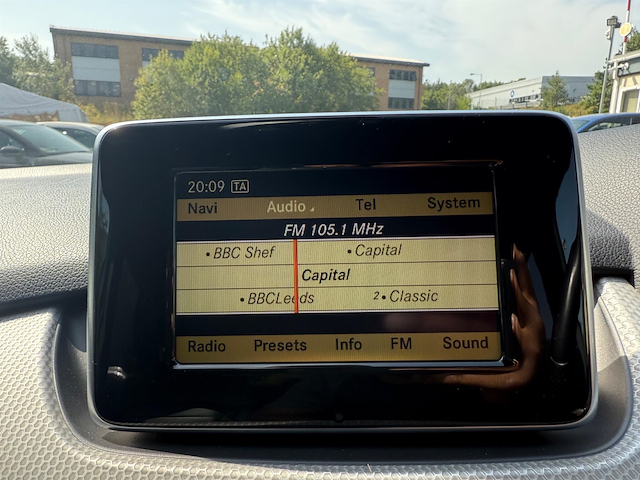 20:09 TA
Navi Audio Tel System
FM 105.1 MHz
• BBC Shef • Capital
Capital
• BBCLeeds 2 • Classic
Radio Presets Info FM Sound